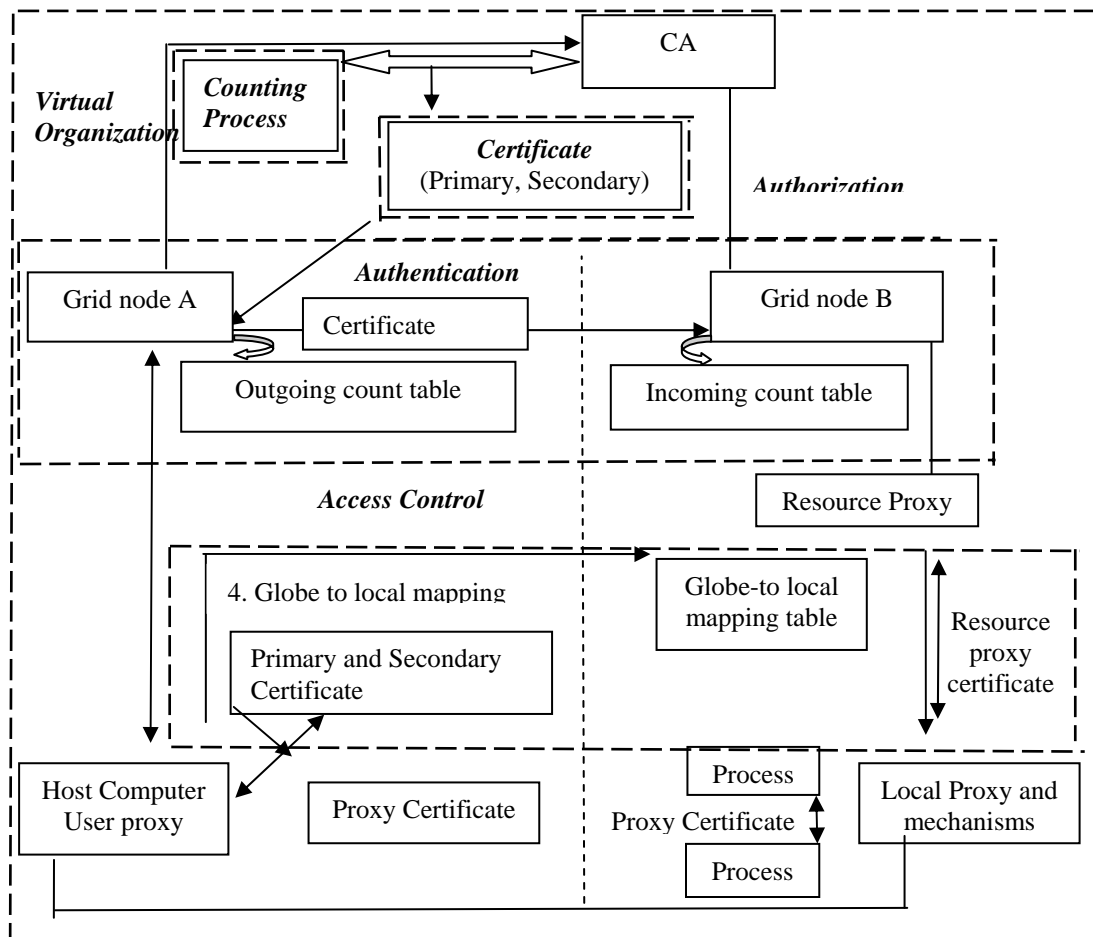 CA
Counting
Process
Virtual
Organization
Certificate
(Primary, Secondary)
Authorization
Authentication
Grid node A
Grid node B
Certificate
Outgoing count table
Incoming count table
Access Control
Resource Proxy
4. Globe to local mapping
Globe-to local
mapping table
Primary and Secondary
Certificate
Resource
proxy
certificate
Host Computer
User proxy
Proxy Certificate
Process
Proxy Certificate
Process
Local Proxy and
mechanisms